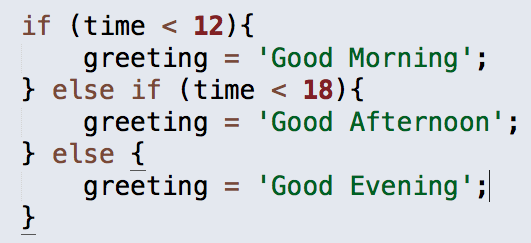 if (time < 12){
    greeting = 'Good Morning';
} else if (time < 18){
    greeting = 'Good Afternoon';
} else {
    greeting = 'Good Evening';
}